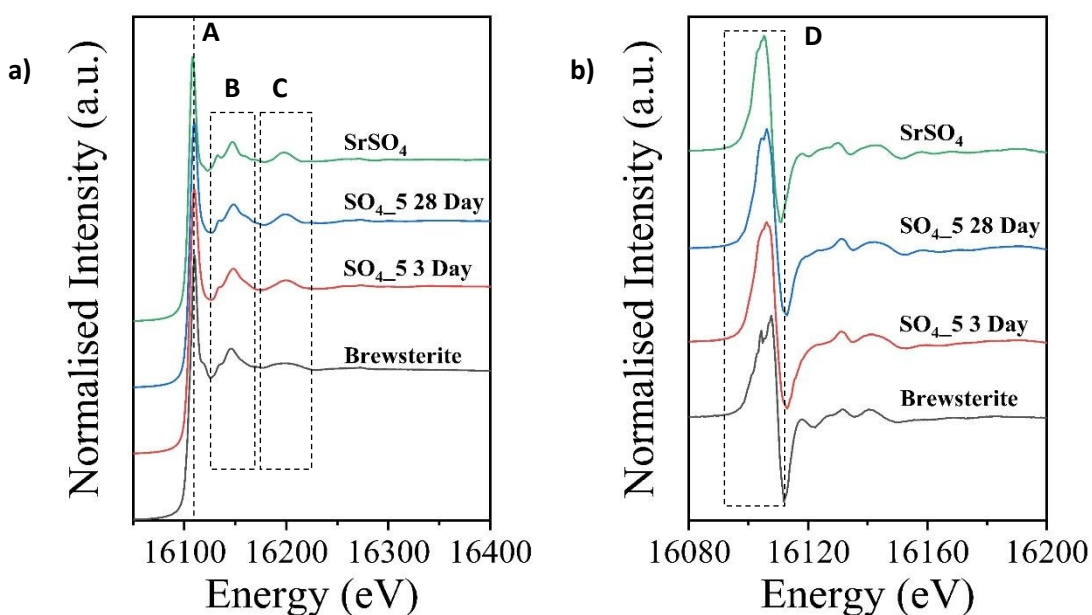 a)
Normalised Intensity (a.u.)
A
B
C
SrSO₄
SO₄_5 28 Day
SO₄_5 3 Day
Brewsterite
16100 16200 16300 16400
Energy (eV)
b)
Normalised Intensity (a.u.)
D
SrSO₄
SO₄_5 28 Day
SO₄_5 3 Day
Brewsterite
16080 16120 16160 16200
Energy (eV)